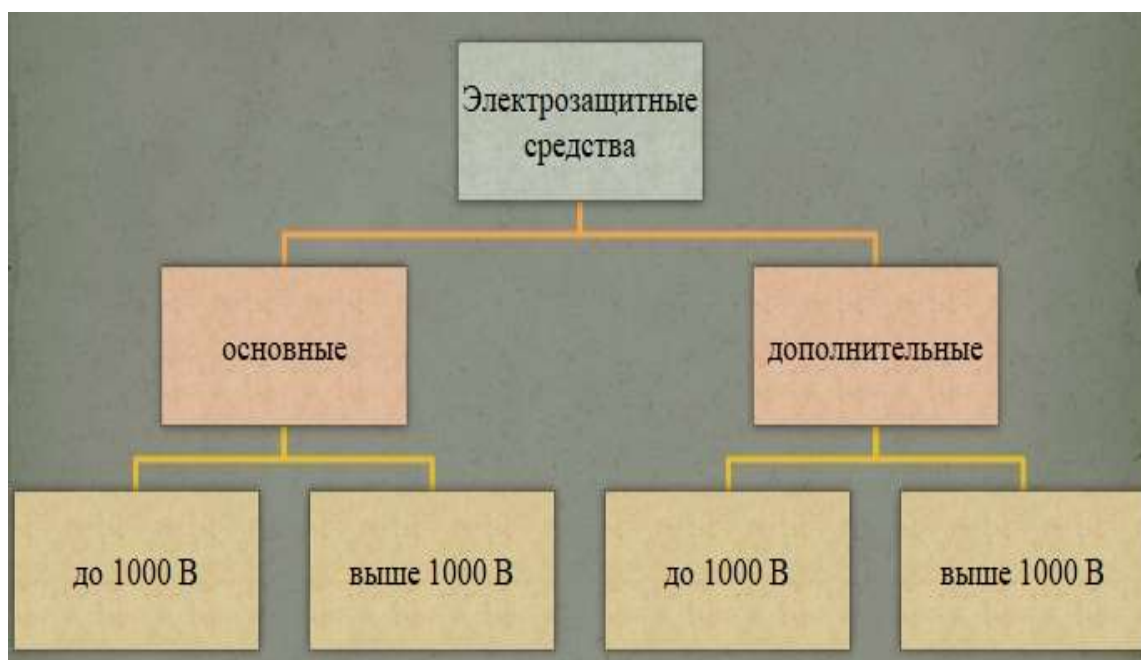 Электрозащитные
средства
основные
дополнительные
до 1000 В
выше 1000 В
до 1000 В
выше 1000 В